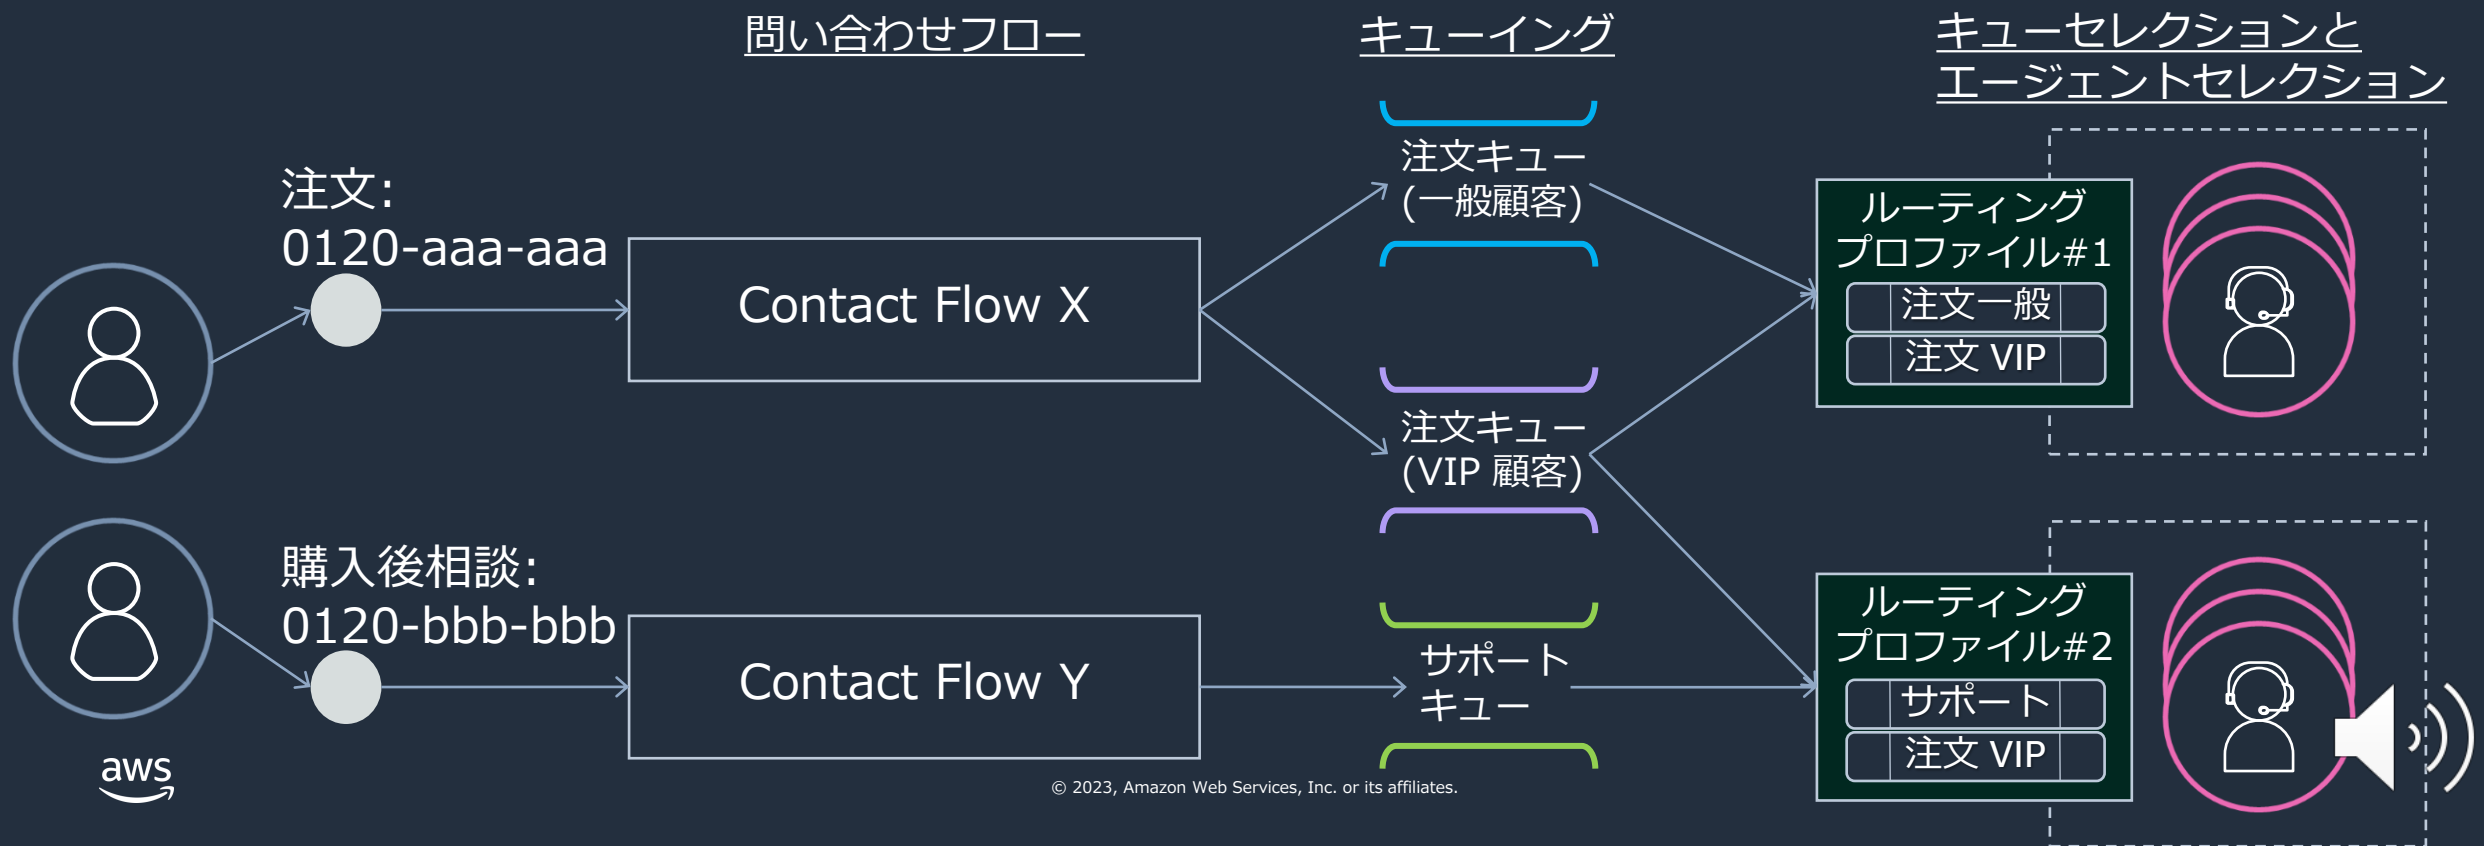 問い合わせフロー
キューイング
キューセレクションと
エージェントセレクション
注文:
0120-aaa-aaa
Contact Flow X
注文キュー
(一般顧客)
ルーティング
プロファイル#1
注文一般
注文 VIP
注文キュー
(VIP 顧客)
購入後相談:
0120-bbb-bbb
Contact Flow Y
サポート
キュー
ルーティング
プロファイル#2
サポート
注文 VIP
aws
© 2023, Amazon Web Services, Inc. or its affiliates.